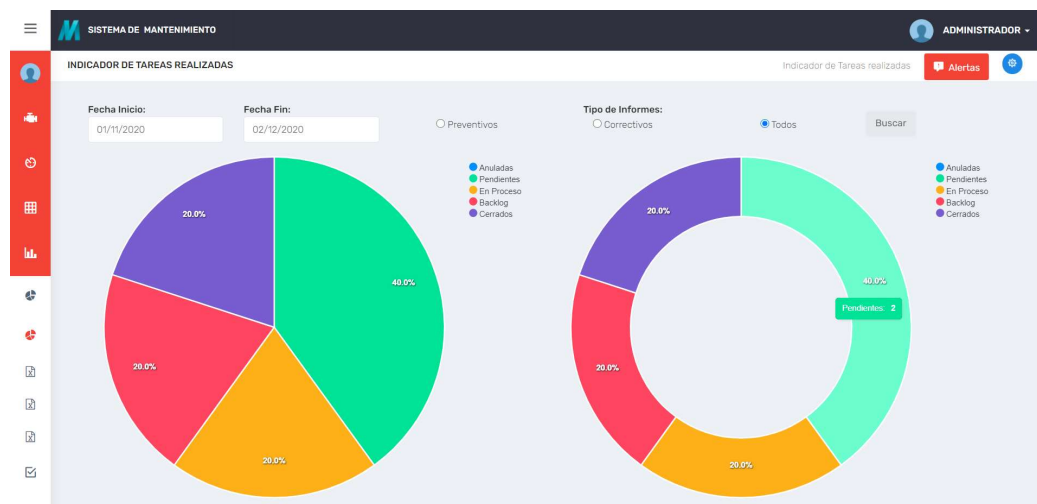 SISTEMA DE MANTENIMIENTO
ADMINISTRADOR
INDICADOR DE TAREAS REALIZADAS
Indicador de Tareas realizadas
Alertas
Fecha Inicio:
Fecha Fin:
Tipo de Informes:
01/11/2020
02/12/2020
Preventivos
Correctivos
Todos
Buscar
Anuladas
Pendientes
En Proceso
Backlog
Cerrados
20.0%
40.0%
20.0%
20.0%
Anuladas
Pendientes
En Proceso
Backlog
Cerrados
20.0%
40.0%
Pendientes: 2
20.0%
20.0%